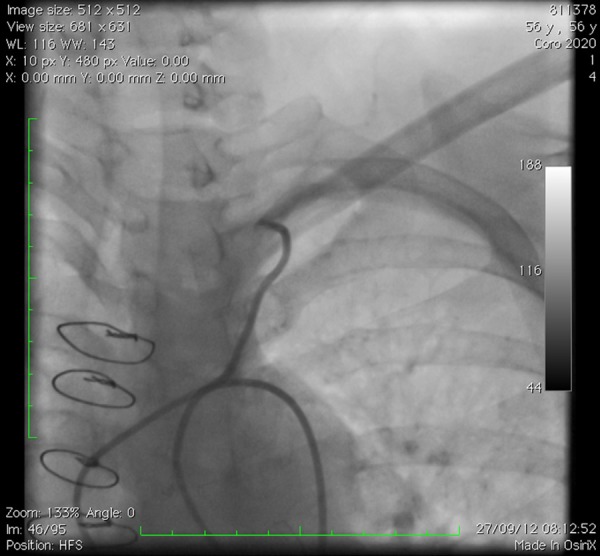 Image size: 512 x 512
View size: 681 x 631
WL: 116 WW: 143
X: 10 px Y: 480 px Value: 0.00
X: 0.00 mm Y: 0.00 mm Z: 0.00 mm
811378
56 y , 56 y
Coro 2020
1
4
188
116
44
Zoom: 133% Angle: 0
Im: 46/95
Position: HFS
27/09/12 08:12:52
Made In OsiriX